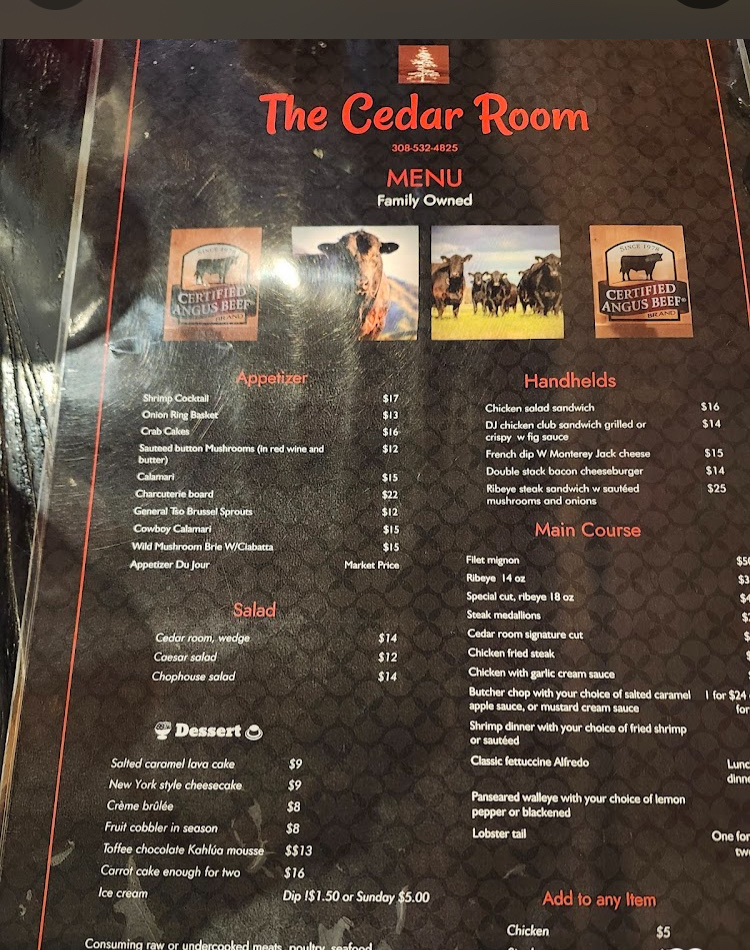 The Cedar Room
308-532-4825
MENU
Family Owned
SINCE 1978
CERTIFIED
ANGUS BEEF
BRAND
SINCE 1978
CERTIFIED
ANGUS BEEF®
BRAND
Appetizer
Shrimp Cocktail $17
Onion Ring Basket $13
Crab Cakes $16
Sauteed button Mushrooms (in red wine and $12
butter)
Calamari $15
Charcuterie board $22
General Tso Brussel Sprouts $12
Cowboy Calamari $15
Wild Mushroom Brie W/Ciabatta $15
Appetizer Du Jour Market Price
Salad
Cedar room, wedge $14
Caesar salad $12
Chophouse salad $14
Dessert
Salted caramel lava cake $9
New York style cheesecake $9
Crème brûlée $8
Fruit cobbler in season $8
Toffee chocolate Kahlúa mousse $$13
Carrot cake enough for two $16
Ice cream Dip !$1.50 or Sunday $5.00
Consuming raw or undercooked meats, poultry, seafood
Handhelds
Chicken salad sandwich $16
DJ chicken club sandwich grilled or $14
crispy w fig sauce
French dip W Monterey Jack cheese $15
Double stack bacon cheeseburger $14
Ribeye steak sandwich w sautéed $25
mushrooms and onions
Main Course
Filet mignon
Ribeye 14 oz
Special cut, ribeye 18 oz
Steak medallions
Cedar room signature cut
Chicken fried steak
Chicken with garlic cream sauce
Butcher chop with your choice of salted caramel 1 for $24
apple sauce, or mustard cream sauce for
Shrimp dinner with your choice of fried shrimp
or sautéed
Classic fettuccine Alfredo
Panseared walleye with your choice of lemon
pepper or blackened
Lobster tail One for
Add to any Item
Chicken $5